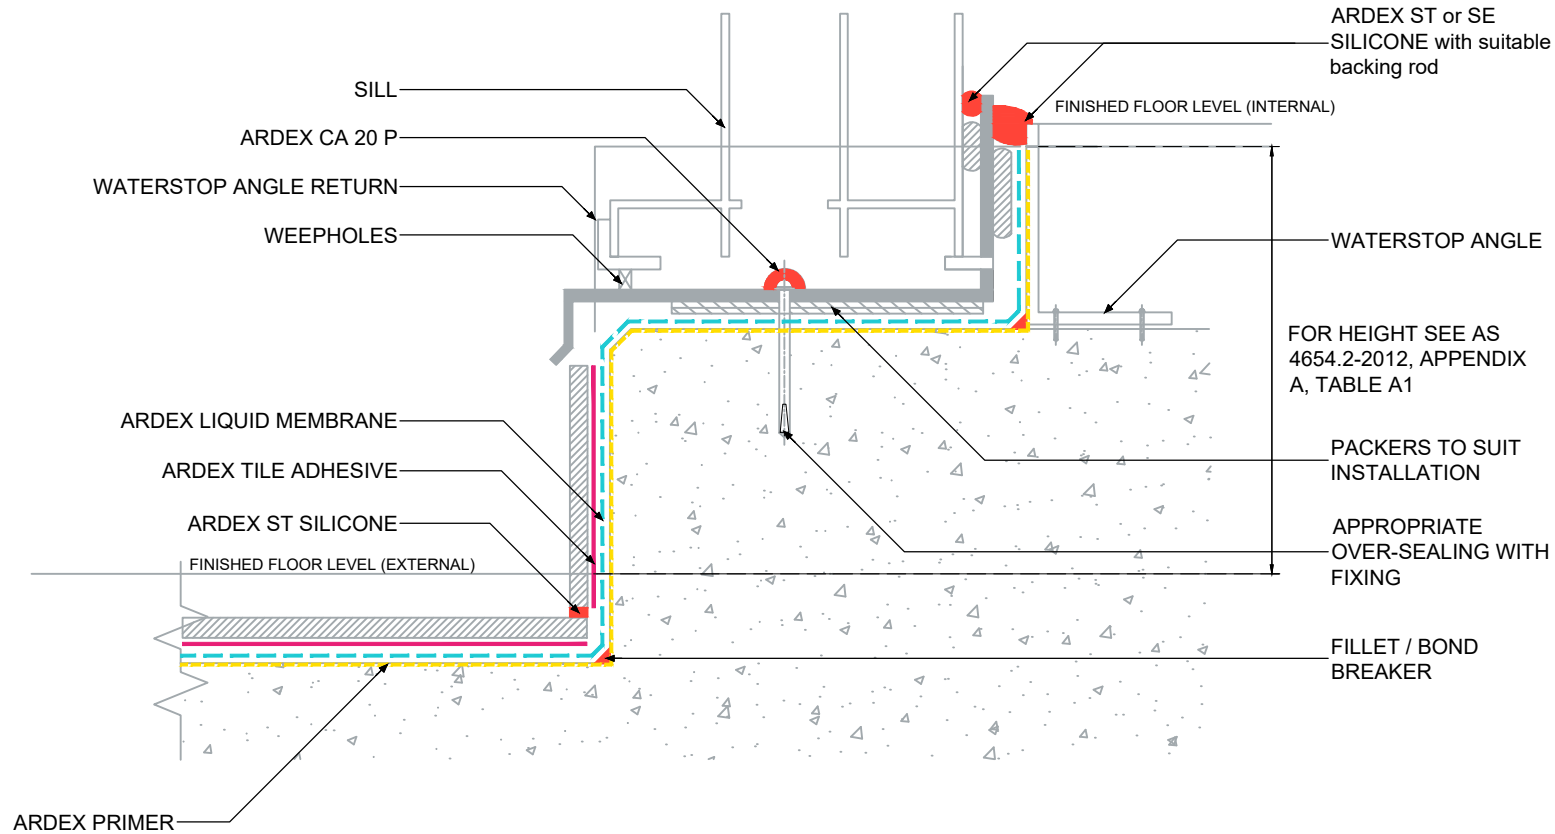 ARDEX ST or SE
SILICONE with suitable
backing rod
SILL
FINISHED FLOOR LEVEL (INTERNAL)
ARDEX CA 20 P
WATERSTOP ANGLE RETURN
WEEPHOLES
WATERSTOP ANGLE
FOR HEIGHT SEE AS
4654.2-2012, APPENDIX
A, TABLE A1
ARDEX LIQUID MEMBRANE
PACKERS TO SUIT
INSTALLATION
ARDEX TILE ADHESIVE
ARDEX ST SILICONE
APPROPRIATE
OVER-SEALING WITH
FIXING
FINISHED FLOOR LEVEL (EXTERNAL)
FILLET / BOND
BREAKER
ARDEX PRIMER